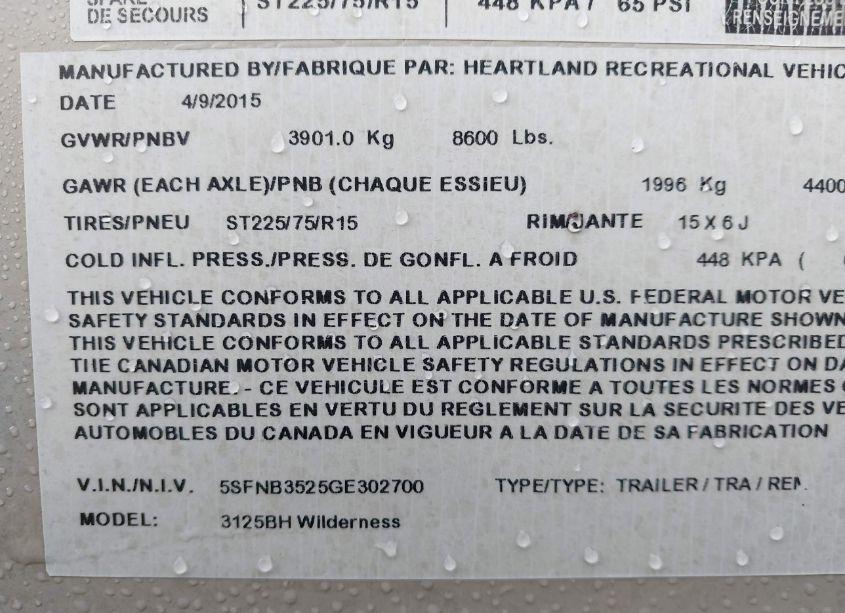 DE SECOURS ST225/75/R15 448 KPA / 65 PSI RENSEIGNEME
MANUFACTURED BY/FABRIQUE PAR: HEARTLAND RECREATIONAL VEHIC
DATE 4/9/2015
GVWR/PNBV 3901.0 Kg 8600 Lbs.
GAWR (EACH AXLE)/PNB (CHAQUE ESSIEU) 1996 Kg 4400
TIRES/PNEU ST225/75/R15 RIM/JANTE 15 X 6 J
COLD INFL. PRESS./PRESS. DE GONFL. A FROID 448 KPA (
THIS VEHICLE CONFORMS TO ALL APPLICABLE U.S. FEDERAL MOTOR VE
SAFETY STANDARDS IN EFFECT ON THE DATE OF MANUFACTURE SHOWN
THIS VEHICLE CONFORMS TO ALL APPLICABLE STANDARDS PRESCRIBED
THE CANADIAN MOTOR VEHICLE SAFETY REGULATIONS IN EFFECT ON DA
MANUFACTURE. - CE VEHICULE EST CONFORME A TOUTES LES NORMES
SONT APPLICABLES EN VERTU DU REGLEMENT SUR LA SECURITE DES VE
AUTOMOBLES DU CANADA EN VIGUEUR A LA DATE DE SA FABRICATION
V.I.N./N.I.V. 5SFNB3525GE302700 TYPE/TYPE: TRAILER / TRA / REM.
MODEL: 3125BH Wilderness